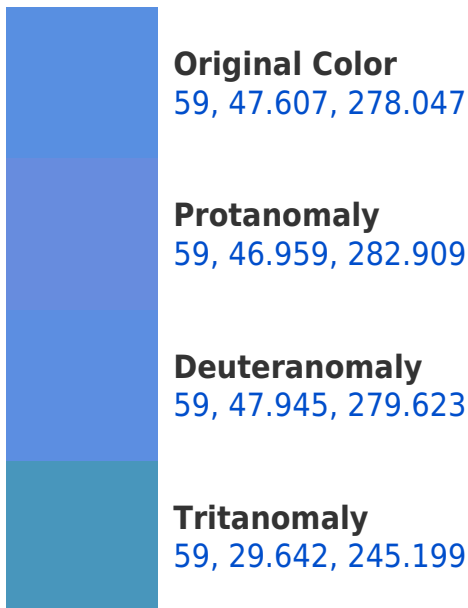 Original Color
59, 47.607, 278.047
Protanomaly
59, 46.959, 282.909
Deuteranomaly
59, 47.945, 279.623
Tritanomaly
59, 29.642, 245.199